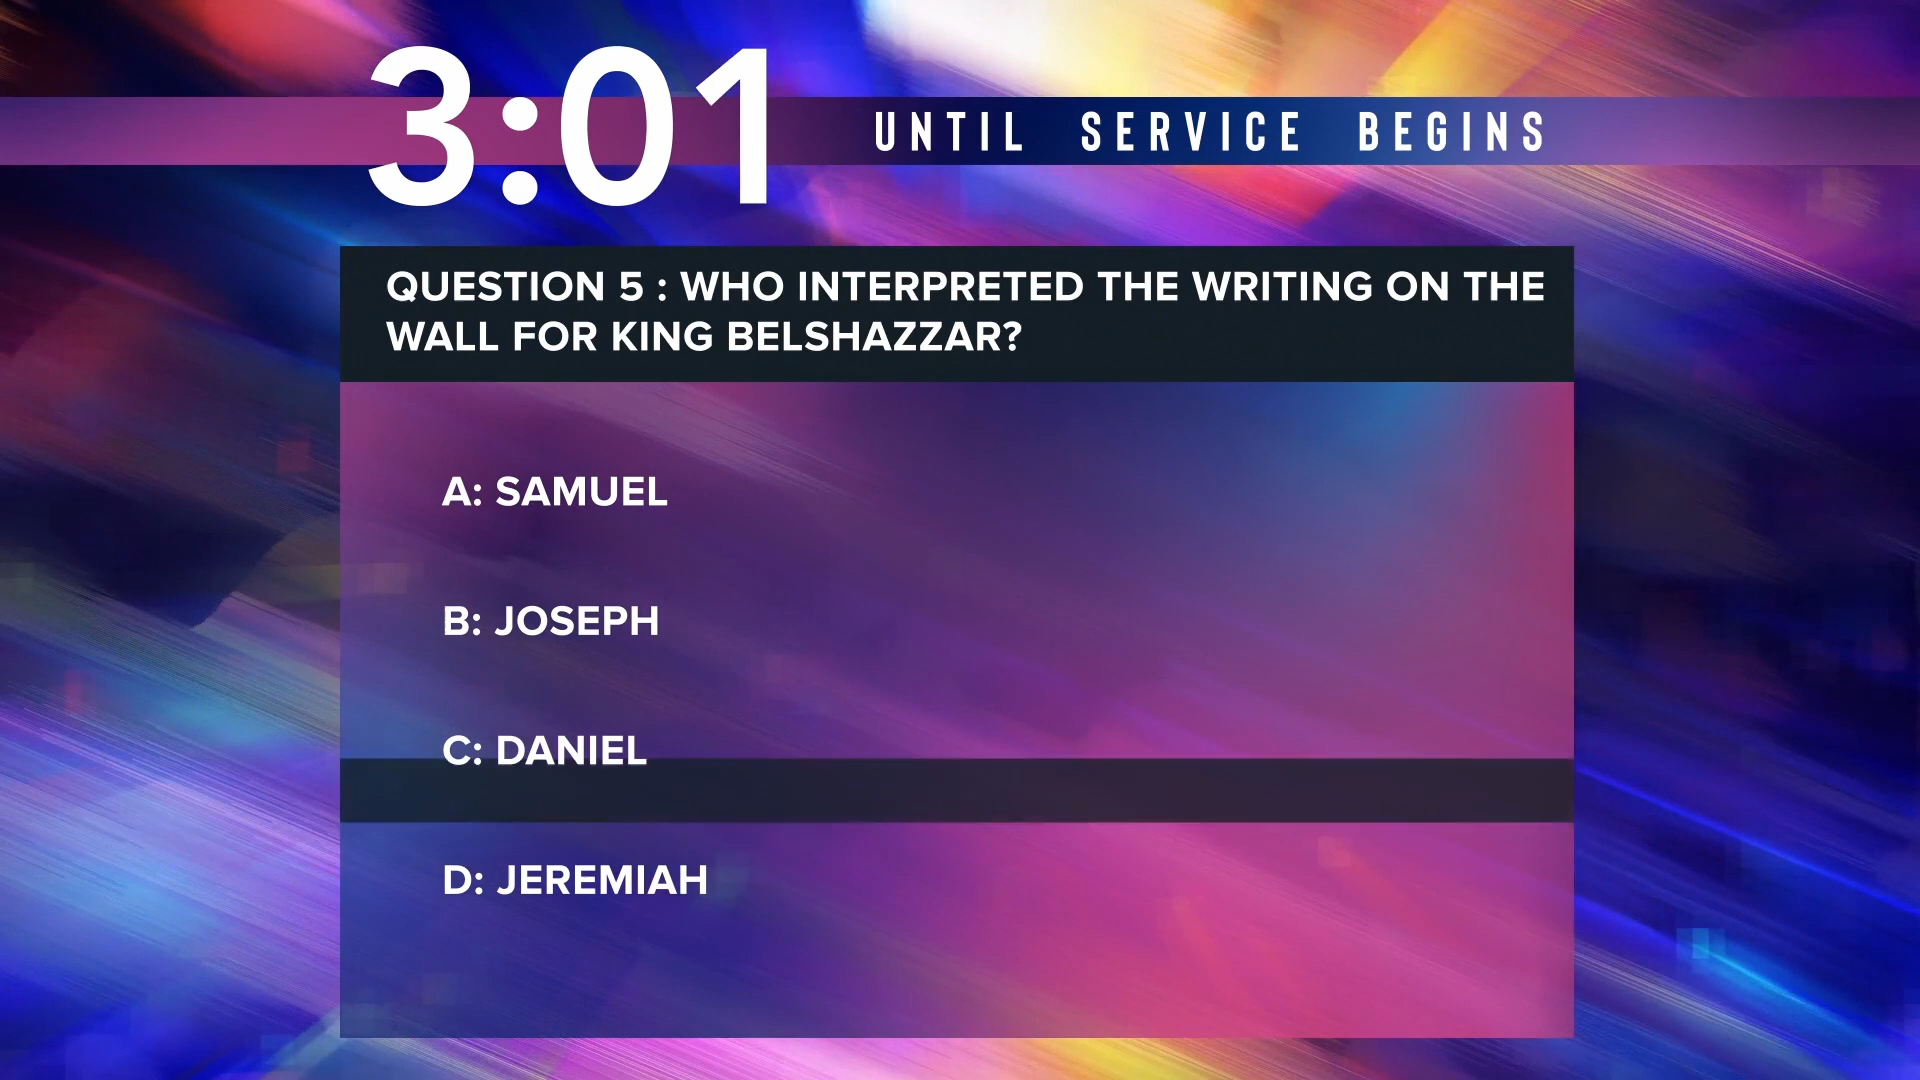 3:01
UNTIL SERVICE BEGINS
QUESTION 5 : WHO INTERPRETED THE WRITING ON THE
WALL FOR KING BELSHAZZAR?
A: SAMUEL
B: JOSEPH
C: DANIEL
D: JEREMIAH